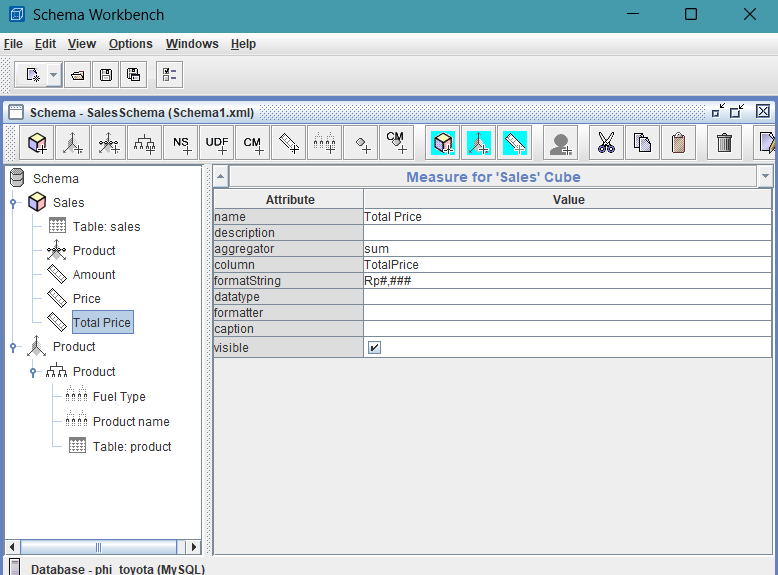 Schema Workbench
File Edit View Options Windows Help
Schema - SalesSchema (Schema1.xml)
NS UDF CM CM
Schema
Sales
Table: sales
Product
Amount
Price
Total Price
Product
Product
Fuel Type
Product name
Table: product
Measure for 'Sales' Cube
Attribute Value
name Total Price
description
aggregator sum
column TotalPrice
formatString Rp#,###
datatype
formatter
caption
visible
Database - phi_toyota (MySQL)